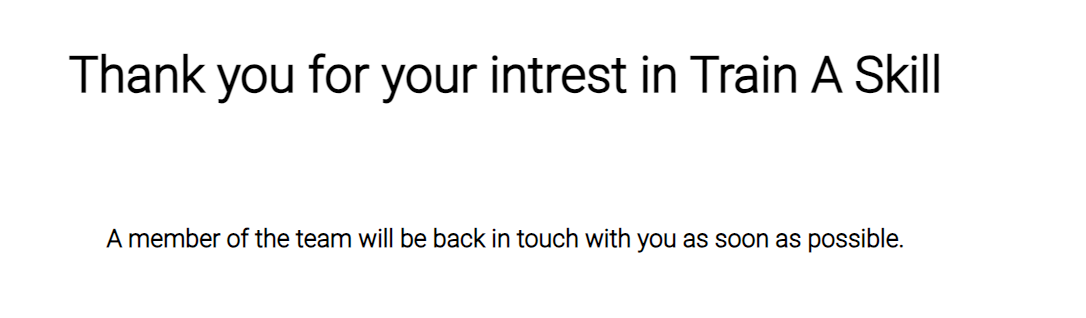 Thank you for your intrest in Train A Skill
A member of the team will be back in touch with you as soon as possible.